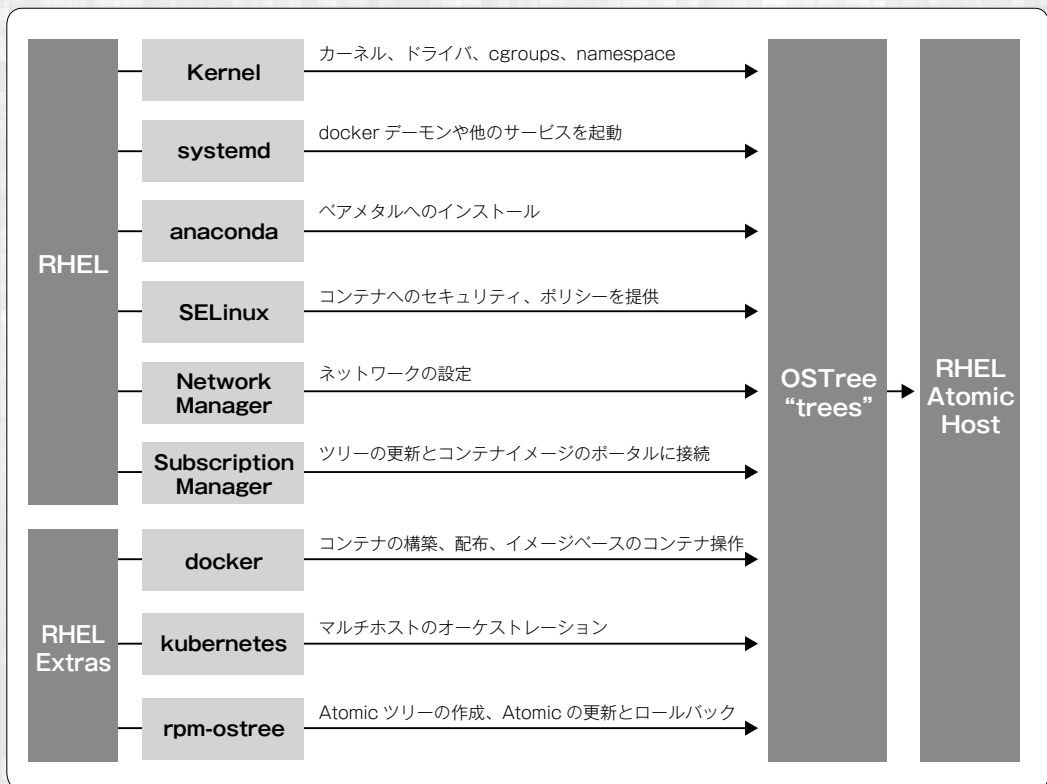 RHEL
Kernel
カーネル、ドライバ、cgroups、namespace
systemd
docker デーモンや他のサービスを起動
anaconda
ベアメタルへのインストール
SELinux
コンテナへのセキュリティ、ポリシーを提供
Network
Manager
ネットワークの設定
Subscription
Manager
ツリーの更新とコンテナイメージのポータルに接続
RHEL
Extras
docker
コンテナの構築、配布、イメージベースのコンテナ操作
kubernetes
マルチホストのオーケストレーション
rpm-ostree
Atomic ツリーの作成、Atomic の更新とロールバック
OSTree
“trees”
RHEL
Atomic
Host